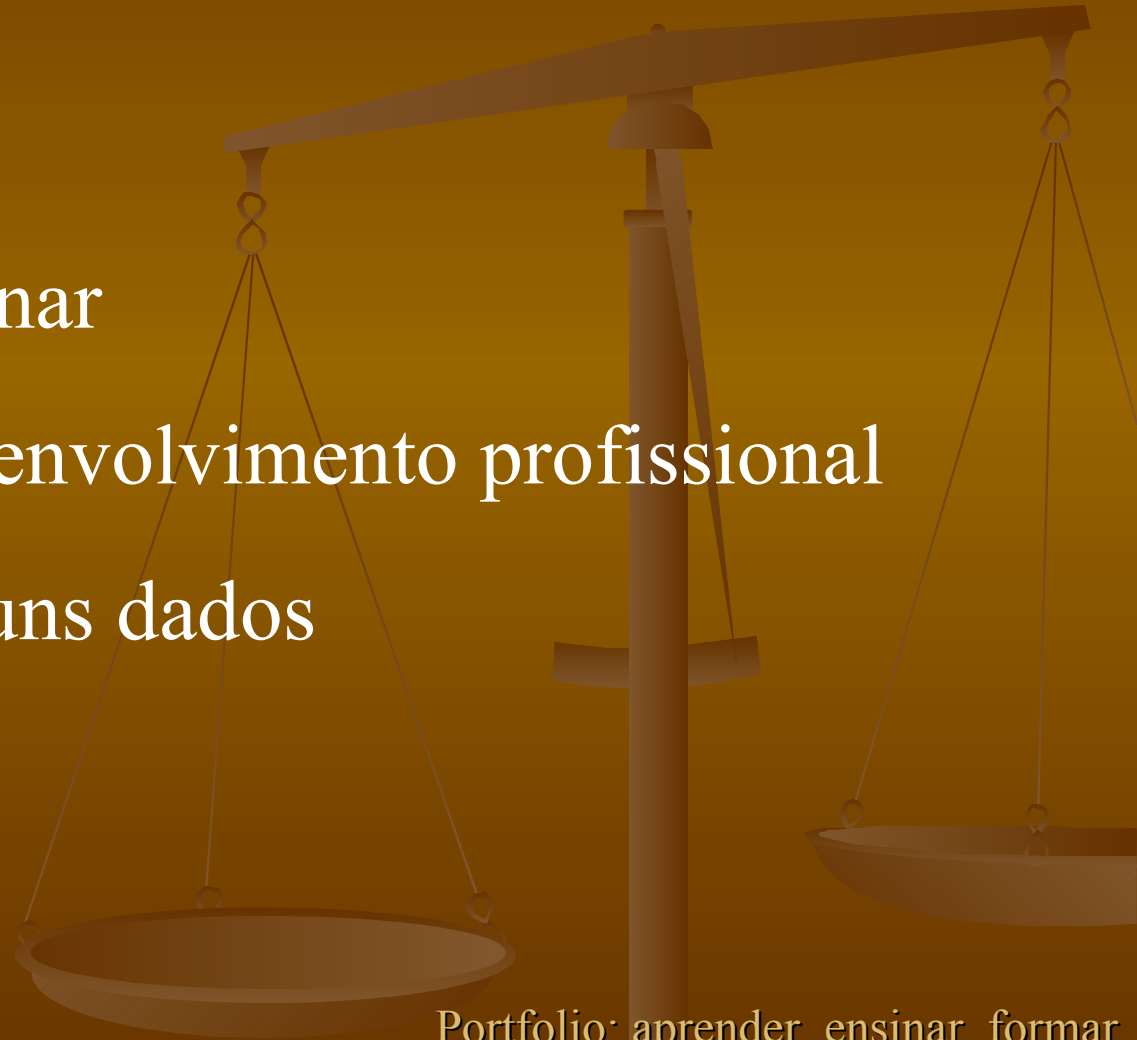 nar
envolvimento profissional
uns dados
Portfolio: aprender ensinar formar